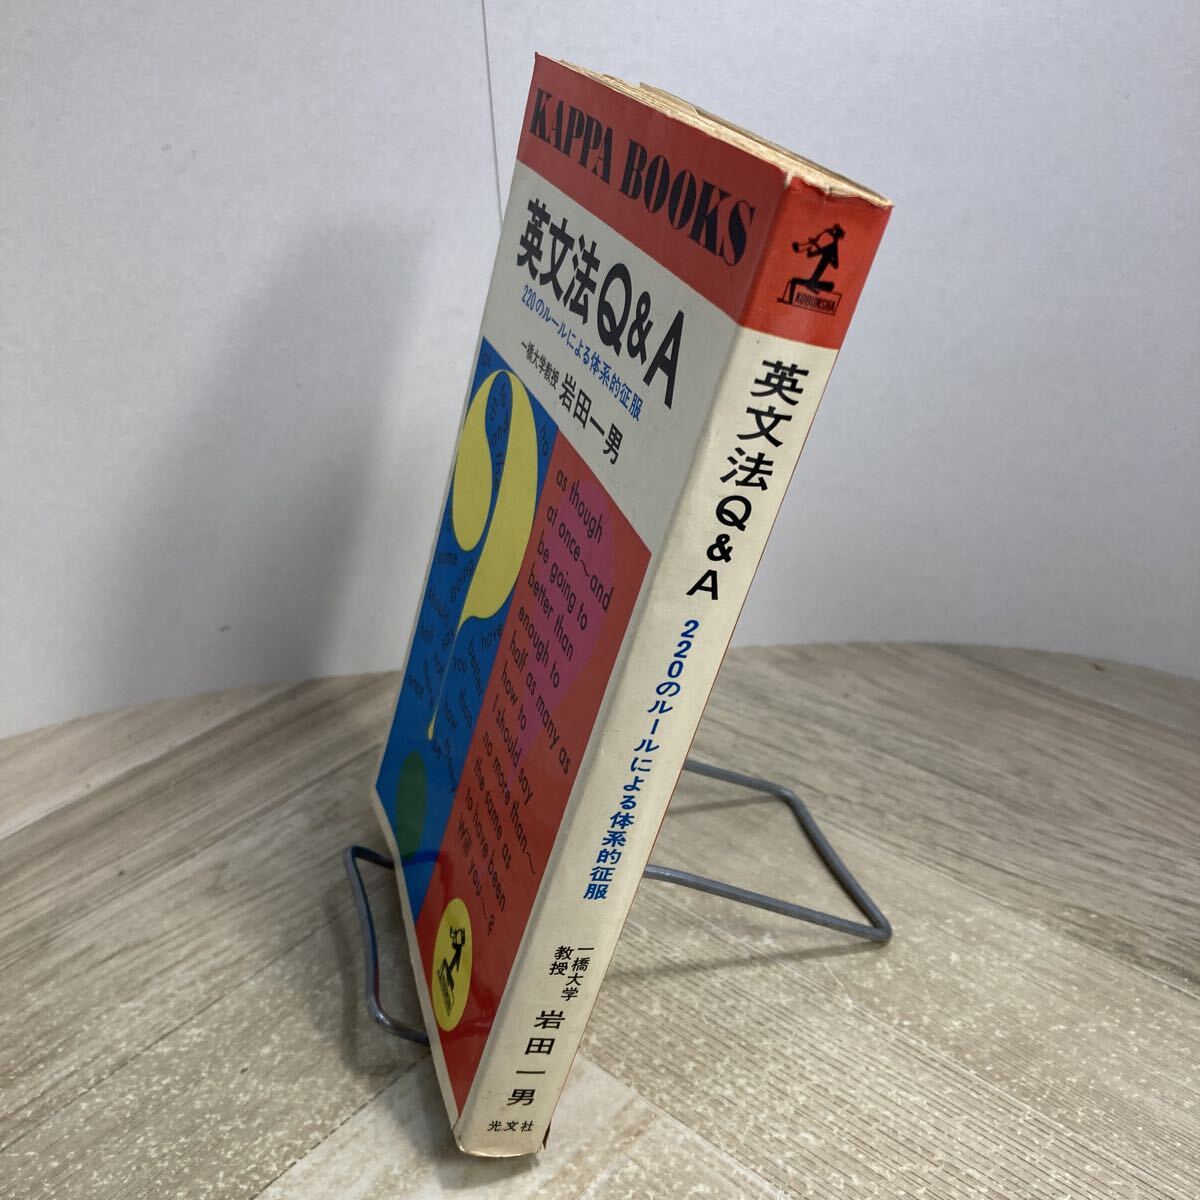 KAPPA BOOKS
英文法Q&A
220のルールによる体系的征服
一橋大学教授 岩田一男
as though
at once～and
be going to
better than
enough to
half as many as
how to
I should say
no more than～
the same as
to have been
Will you～?
KOBUNSHA
英文法Q&A
220のルールによる体系的征服
一橋大学
教授
岩田一男
光文社